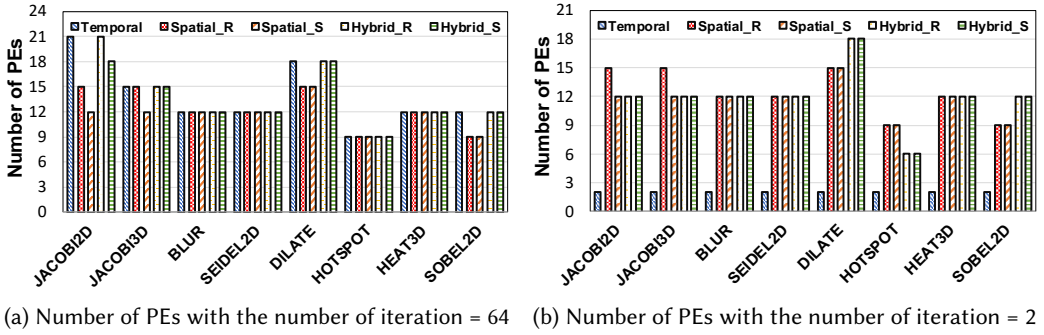 Number of PEs
24
21
18
15
12
9
6
3
0
Temporal Spatial_R Spatial_S Hybrid_R Hybrid_S
JACOBI2D
JACOBI3D
BLUR
SEIDEL2D
DILATE
HOTSPOT
HEAT3D
SOBEL2D
(a) Number of PEs with the number of iteration = 64
Number of PEs
21
18
15
12
9
6
3
0
Temporal Spatial_R Spatial_S Hybrid_R Hybrid_S
JACOBI2D
JACOBI3D
BLUR
SEIDEL2D
DILATE
HOTSPOT
HEAT3D
SOBEL2D
(b) Number of PEs with the number of iteration = 2